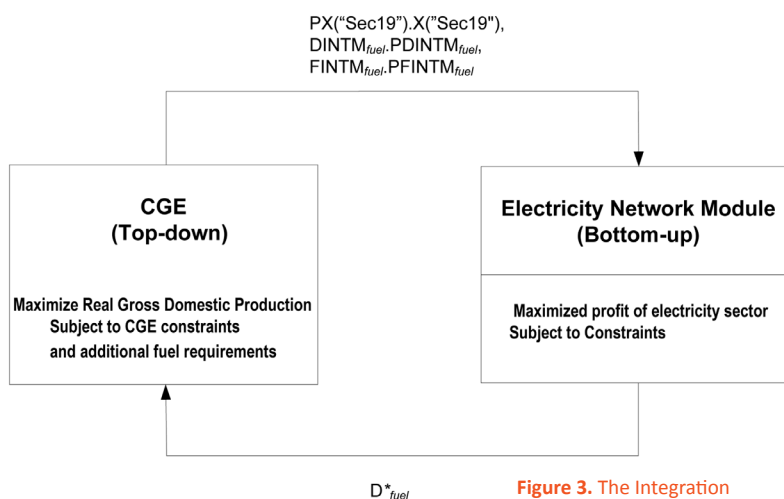 PX(“Sec19”).X(”Sec19"),
DINTMfuel.PDINTMfuel,
FINTMfuel.PFINTMfuel
CGE
(Top-down)
Maximize Real Gross Domestic Production
Subject to CGE constraints
and additional fuel requirements
Electricity Network Module
(Bottom-up)
Maximized profit of electricity sector
Subject to Constraints
D*fuel
Figure 3. The Integration